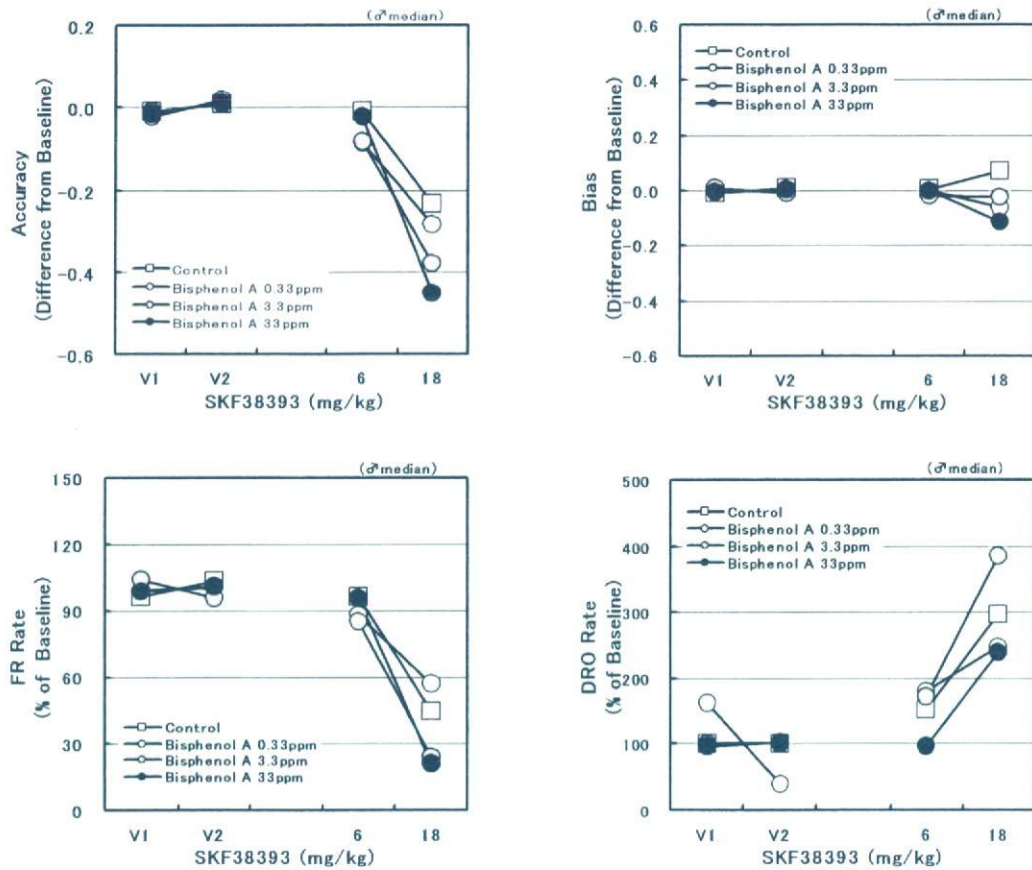 (♂median)
0.2
0.0
-0.2
-0.4
-0.6
Accuracy
(Difference from Baseline)
Control
Bisphenol A 0.33ppm
Bisphenol A 3.3ppm
Bisphenol A 33ppm
V1 V2 6 18
SKF38393 (mg/kg)
(♂median)
0.6
0.4
0.2
0.0
-0.2
-0.4
-0.6
Bias
(Difference from Baseline)
Control
Bisphenol A 0.33ppm
Bisphenol A 3.3ppm
Bisphenol A 33ppm
V1 V2 6 18
SKF38393 (mg/kg)
(♂median)
150
120
90
60
30
0
FR Rate
(% of Baseline)
Control
Bisphenol A 0.33ppm
Bisphenol A 3.3ppm
Bisphenol A 33ppm
V1 V2 6 18
SKF38393 (mg/kg)
(♂median)
500
400
300
200
100
0
DRO Rate
(% of Baseline)
Control
Bisphenol A 0.33ppm
Bisphenol A 3.3ppm
Bisphenol A 33ppm
V1 V2 6 18
SKF38393 (mg/kg)